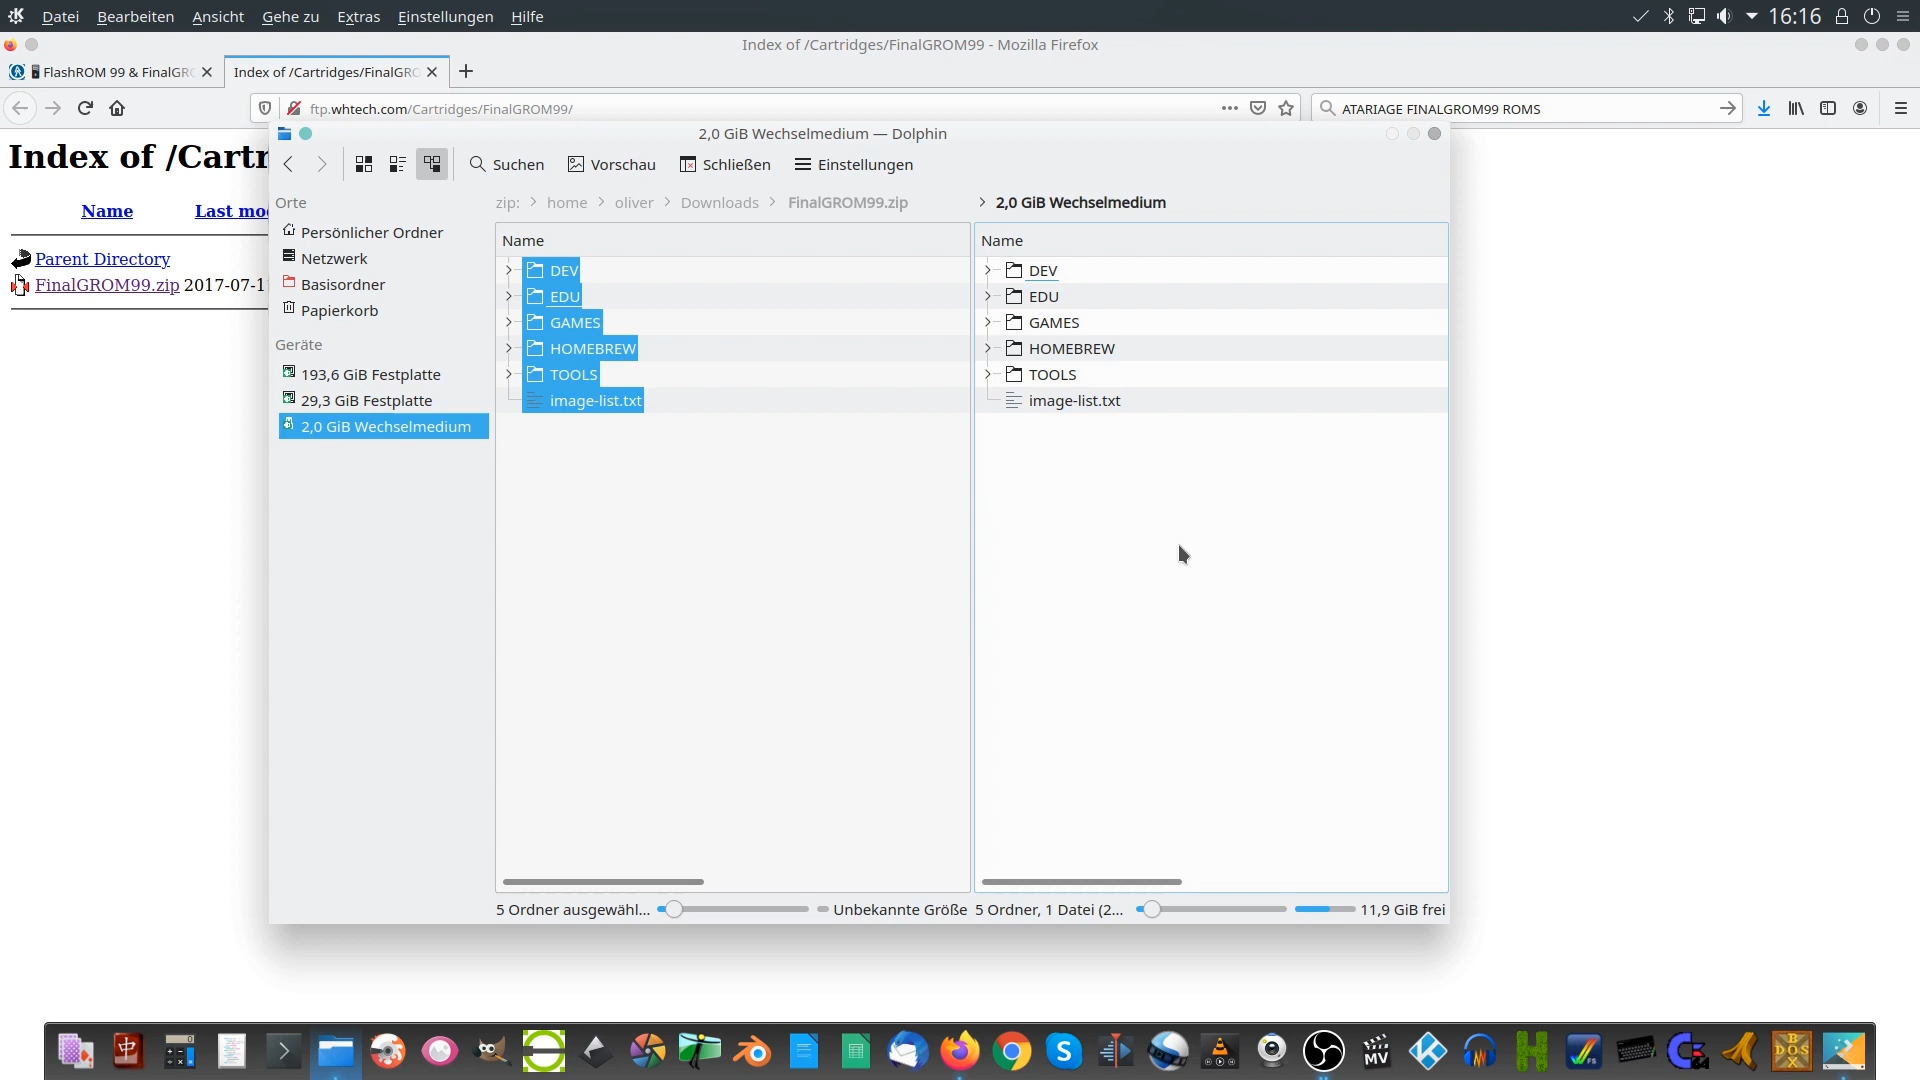 Datei Bearbeiten Ansicht Gehe zu Extras Einstellungen Hilfe 16:16
Index of /Cartridges/FinalGROM99 - Mozilla Firefox
FlashROM 99 & FinalGR
Index of /Cartridges/FinalGR
ftp.whtech.com/Cartridges/FinalGROM99/
ATARIAGE FINALGROM99 ROMS
Index of /Cartr
Name Last mo
Parent Directory
FinalGROM99.zip 2017-07-1
2,0 GiB Wechselmedium — Dolphin
Suchen Vorschau Schließen Einstellungen
Orte
Persönlicher Ordner
Netzwerk
Basisordner
Papierkorb
Geräte
193,6 GiB Festplatte
29,3 GiB Festplatte
2,0 GiB Wechselmedium
zip: > home > oliver > Downloads > FinalGROM99.zip
Name
DEV
EDU
GAMES
HOMEBREW
TOOLS
image-list.txt
5 Ordner ausgewähl... Unbekannte Größe
> 2,0 GiB Wechselmedium
Name
DEV
EDU
GAMES
HOMEBREW
TOOLS
image-list.txt
5 Ordner, 1 Datei (2... 11,9 GiB frei
中
MV
DOS